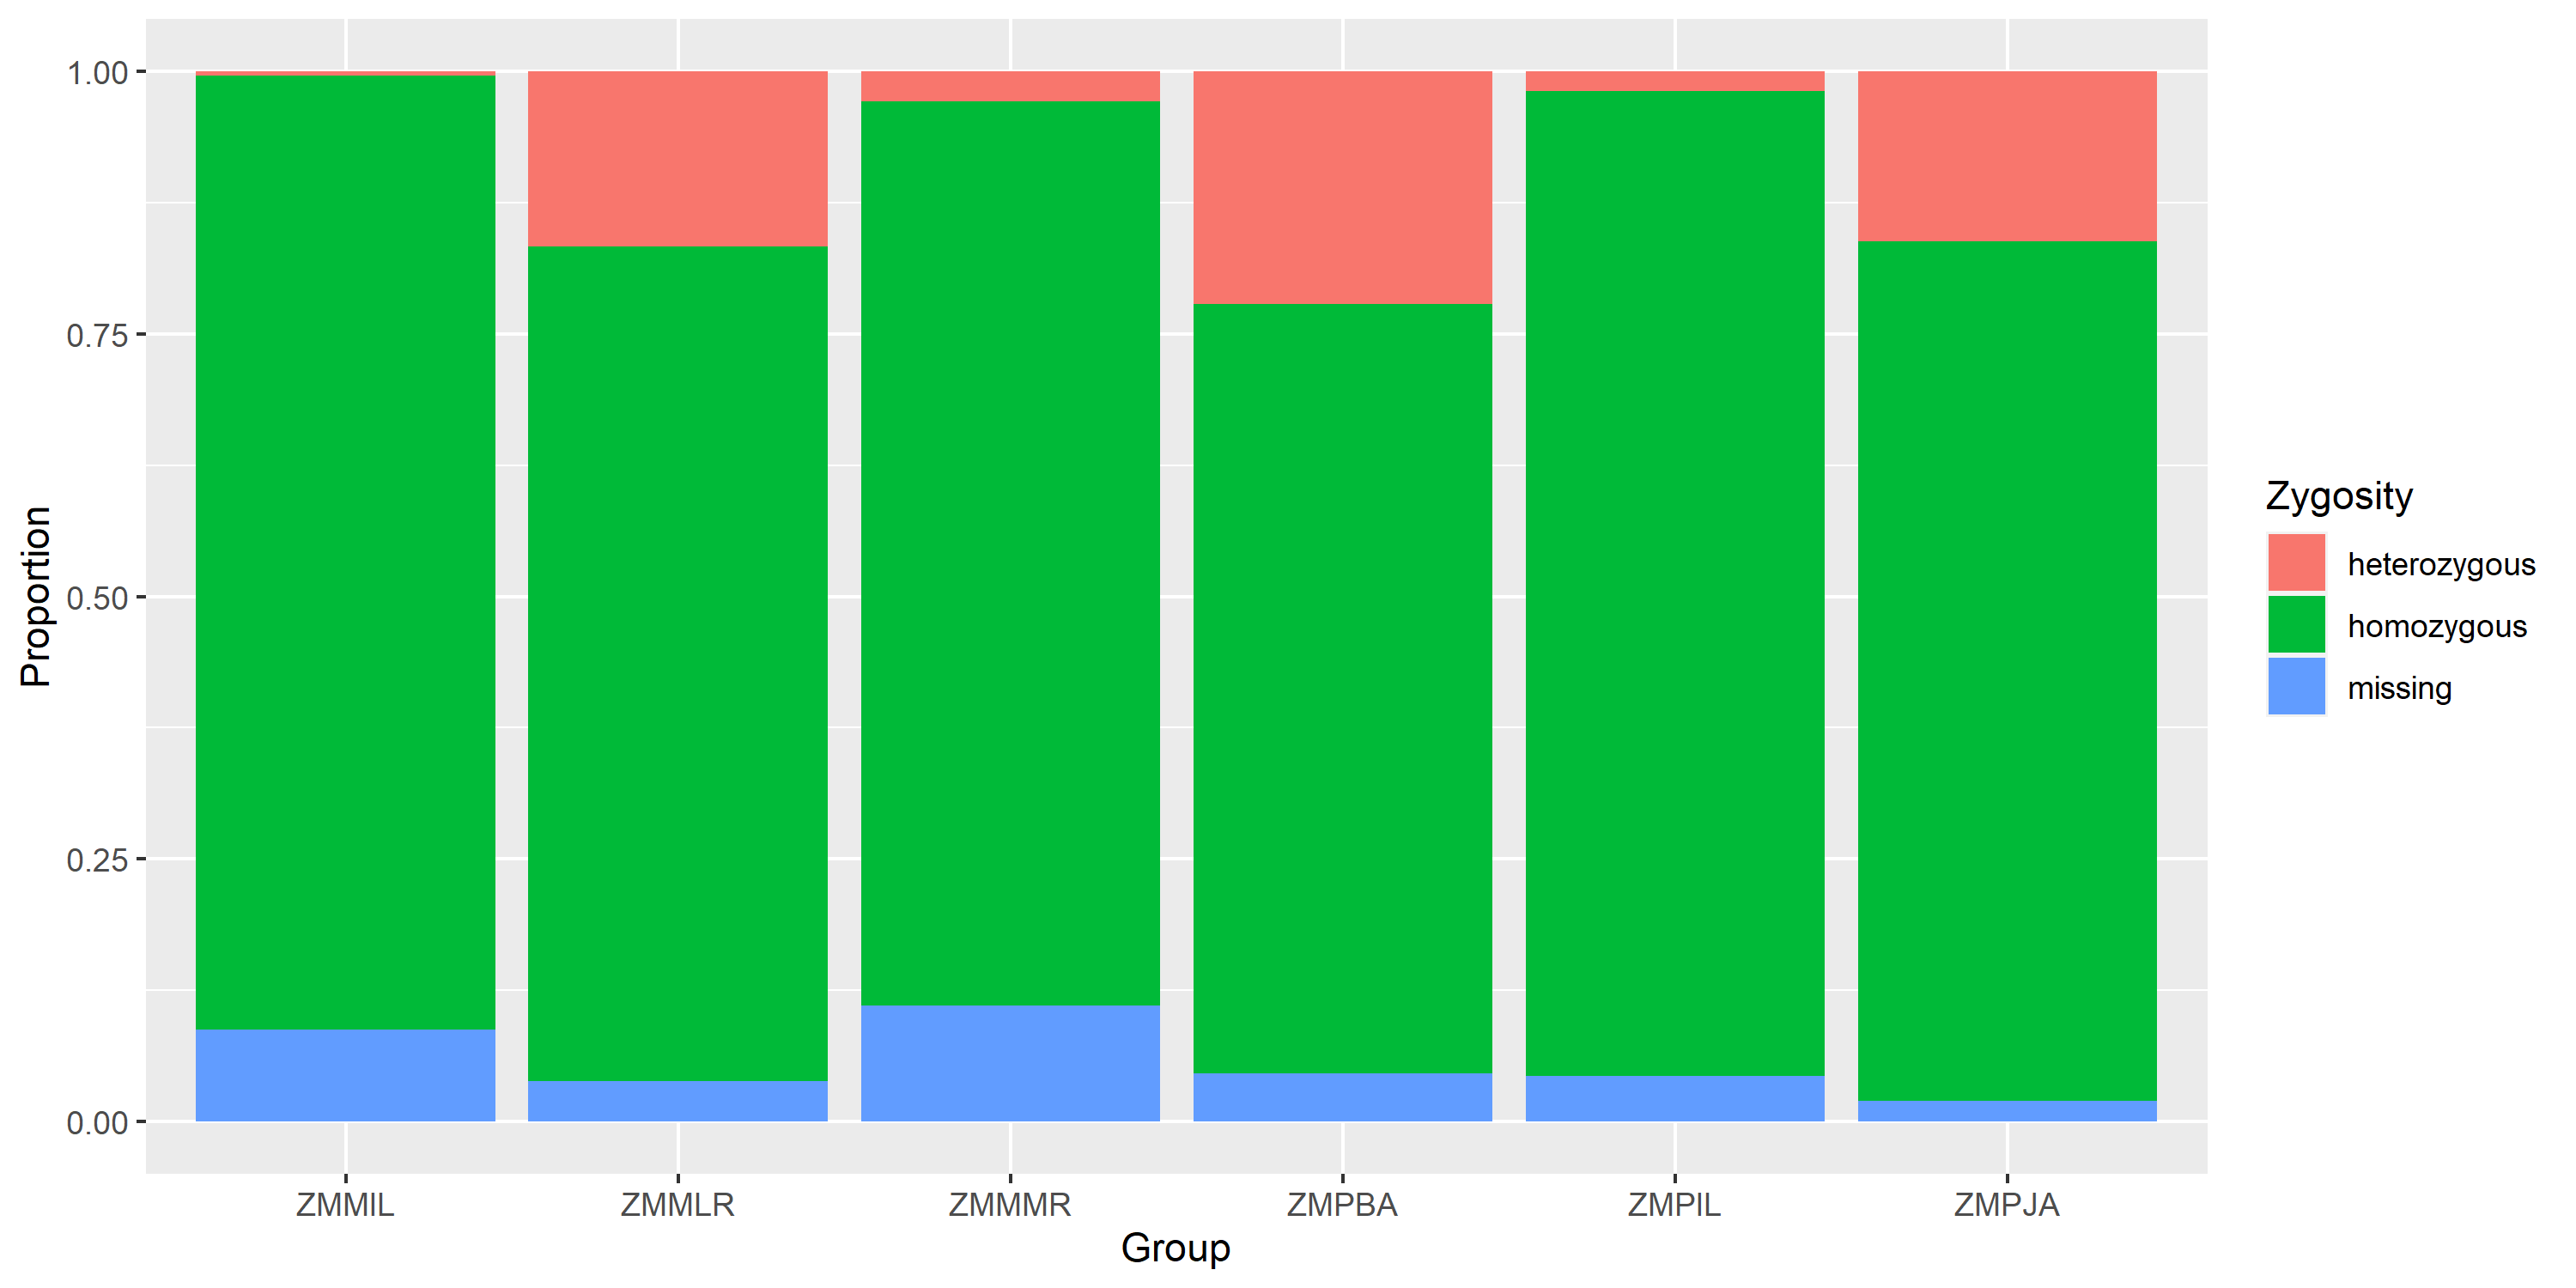 1.00
0.75
0.50
0.25
0.00
Proportion
ZMMIL ZMMLR ZMMMR ZMPBA ZMPIL ZMPJA
Group
Zygosity
heterozygous
homozygous
missing